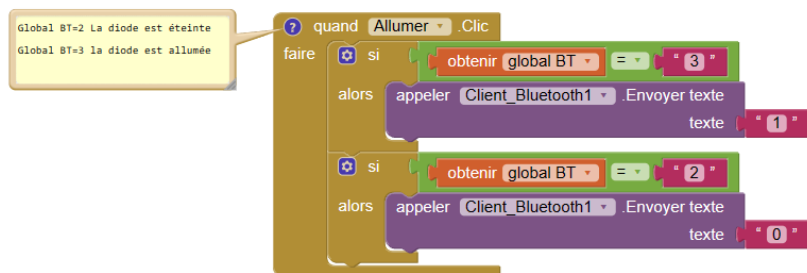 Global BT=2 La diode est éteinte
Global BT=3 la diode est allumée
? quand Allumer .Clic
faire si obtenir global BT = " 3 "
alors appeler Client_Bluetooth1 .Envoyer texte
texte " 1 "
si obtenir global BT = " 2 "
alors appeler Client_Bluetooth1 .Envoyer texte
texte " 0 "